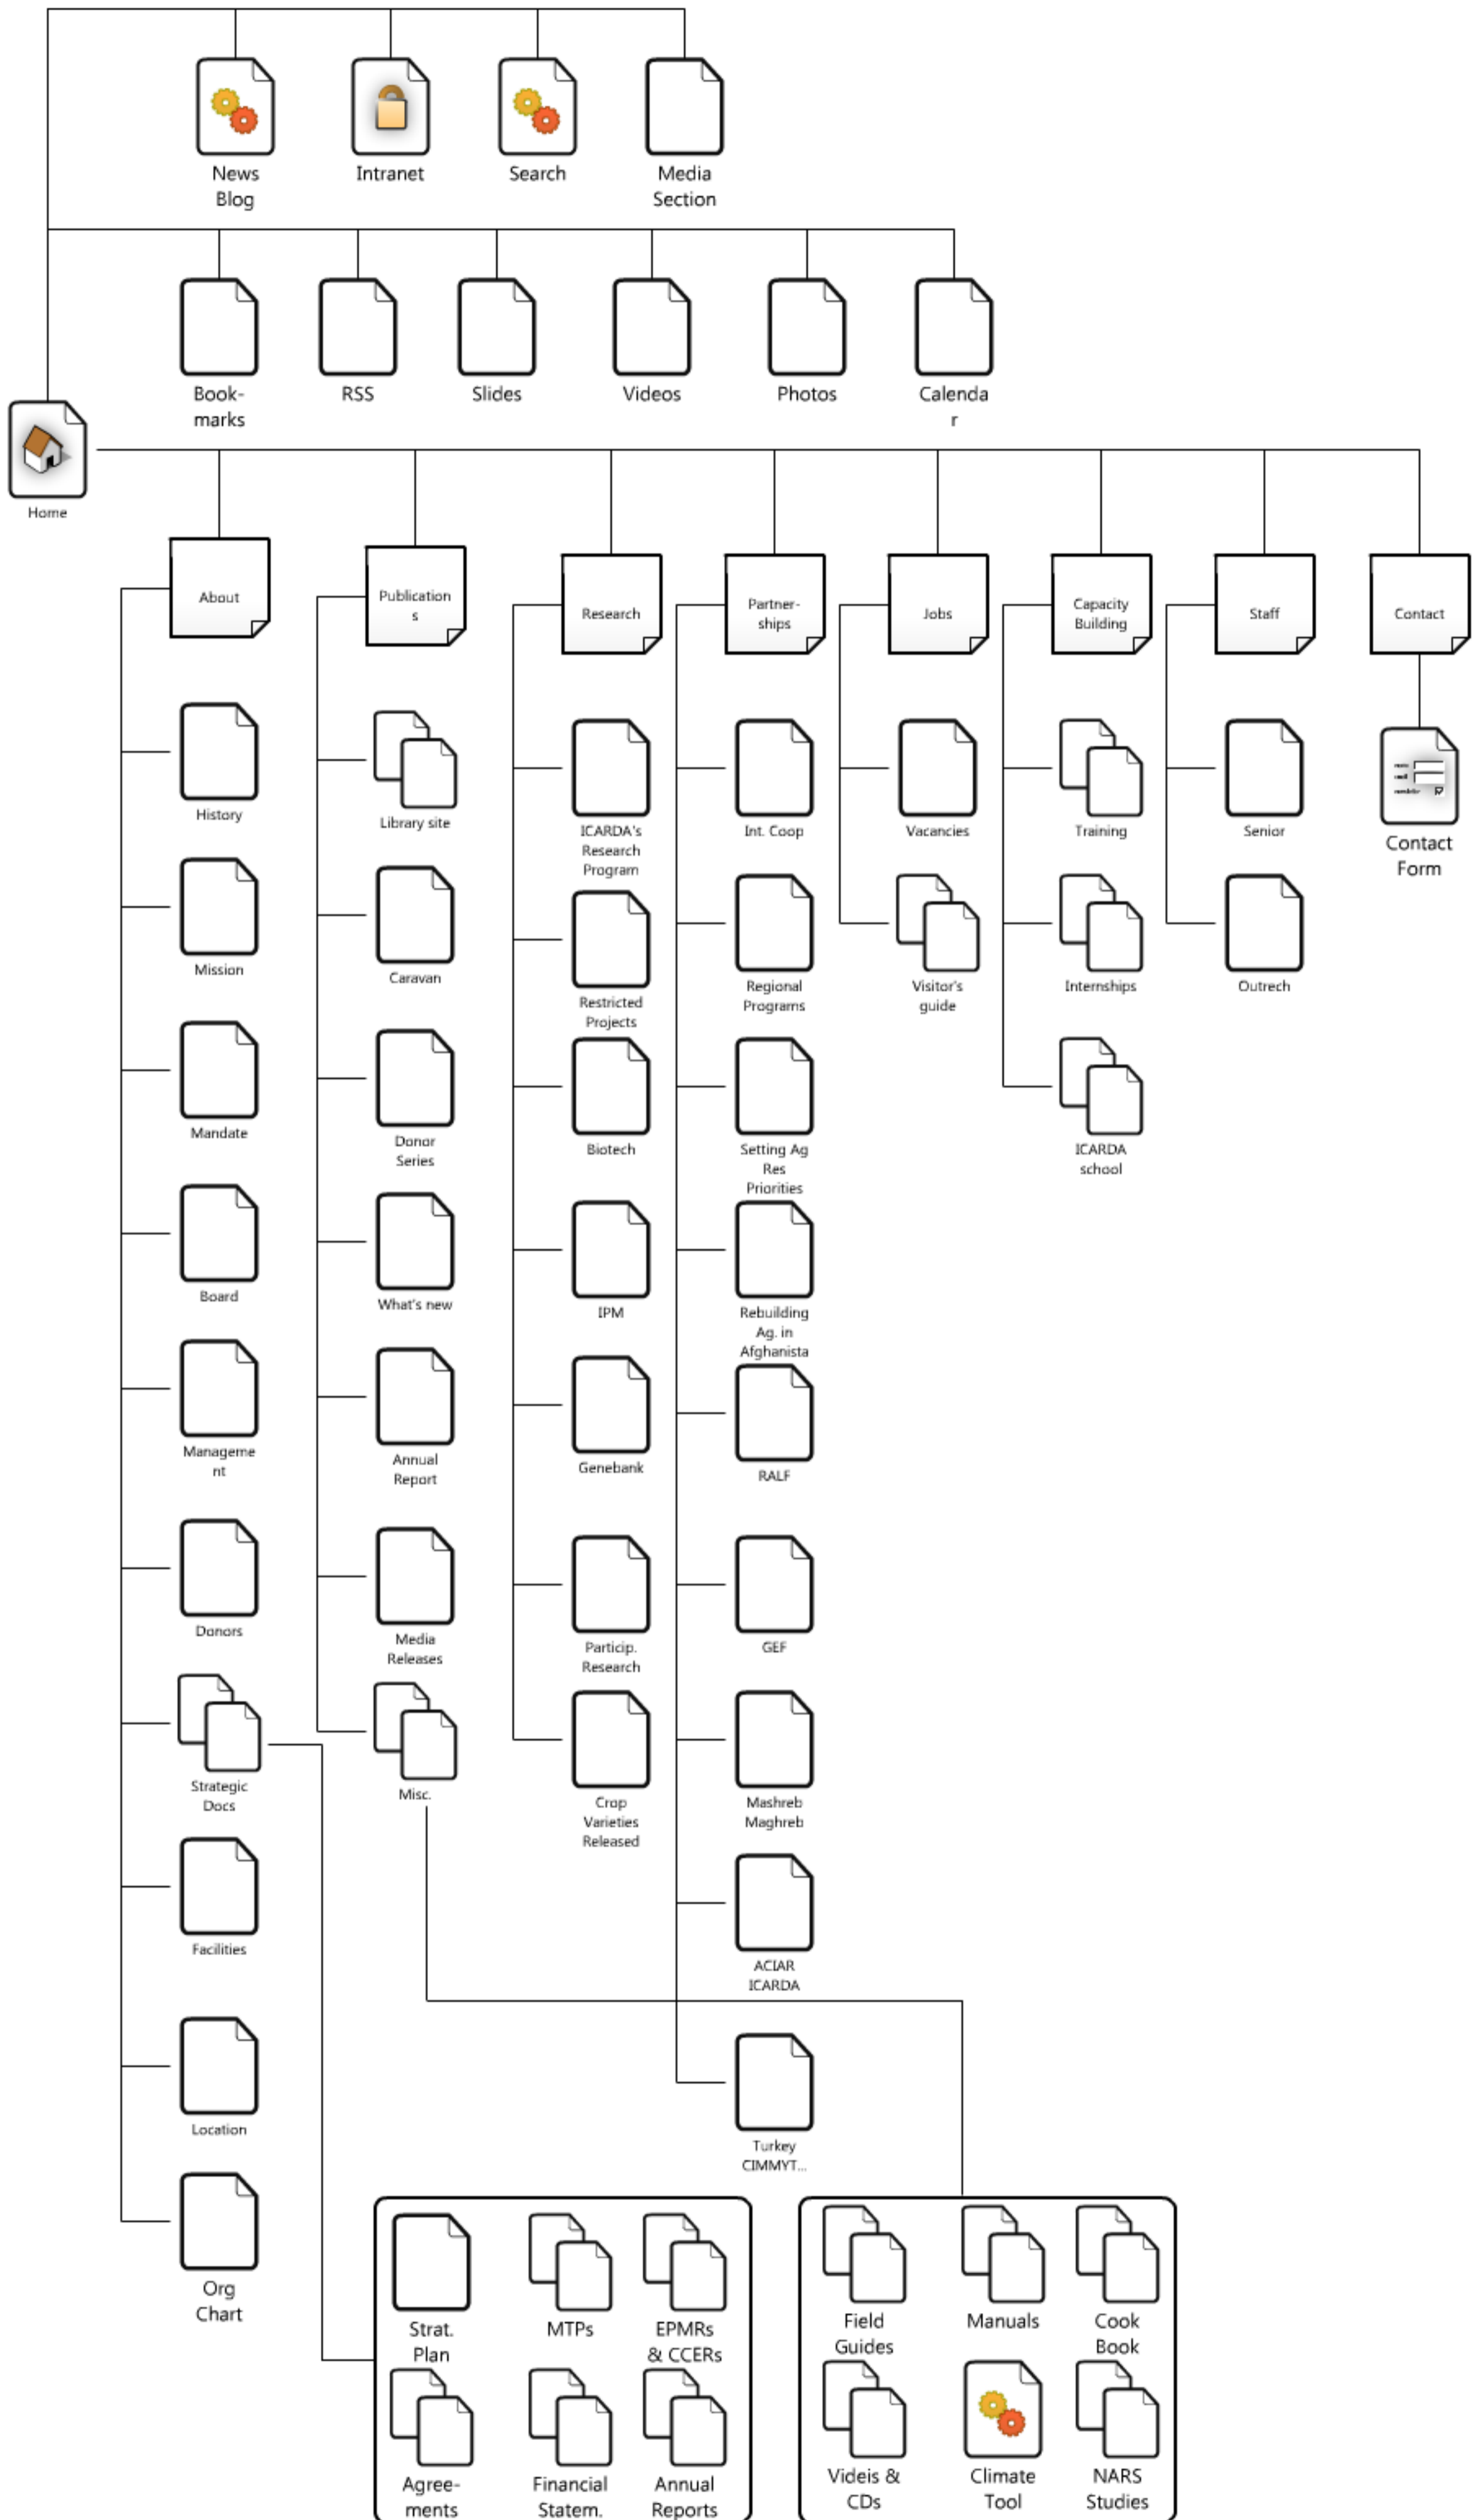 News
Blog
Intranet
Search
Media
Section
Book-
marks
RSS
Slides
Videos
Photos
Calenda
r
Home
About
Publication
s
Research
Partner-
ships
Jobs
Capacity
Building
Staff
Contact
History
Mission
Mandate
Board
Manageme
nt
Donors
Strategic
Docs
Facilities
Location
Org
Chart
Library site
Caravan
Donor
Series
What's new
Annual
Report
Media
Releases
Misc.
ICARDA's
Research
Program
Restricted
Projects
Biotech
IPM
Genebank
Particip.
Research
Crop
Varieties
Released
Int. Coop
Regional
Programs
Setting Ag
Res
Priorities
Rebuilding
Ag. in
Afghanista
RALF
GEF
Mashreb
Maghreb
ACIAR
ICARDA
Turkey
CIMMYT...
Vacancies
Visitor's
guide
Training
Internships
ICARDA
school
Senior
Outrech
Contact
Form
Strat.
Plan
MTPs
EPMRs
& CCERs
Agree-
ments
Financial
Statem.
Annual
Reports
Field
Guides
Manuals
Cook
Book
Videis &
CDs
Climate
Tool
NARS
Studies